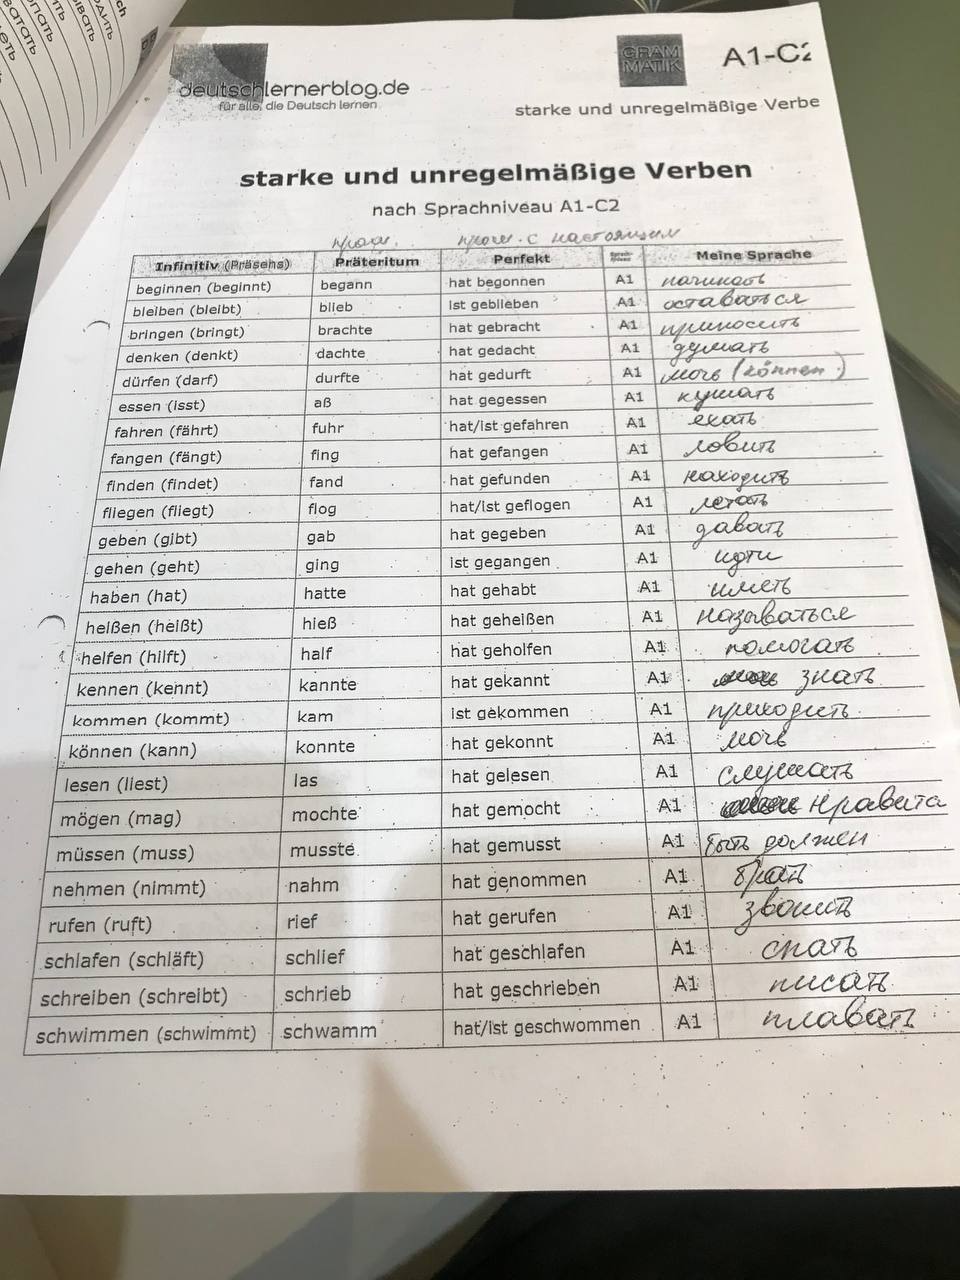 deutschlernerblog.de
für alle, die Deutsch lernen
GRAM
MATIK
A1-C2
starke und unregelmäßige Verbe
starke und unregelmäßige Verben
nach Sprachniveau A1-C2
прош. с настоящим
Infinitiv (Präsens) Präteritum Perfekt Meine Sprache
beginnen (beginnt) begann hat begonnen A1 начинать
bleiben (bleibt) blieb ist geblieben A1 оставаться
bringen (bringt) brachte hat gebracht A1 приносить
denken (denkt) dachte hat gedacht A1 думать
dürfen (darf) durfte hat gedurft A1 мочь (können)
essen (isst) aß hat gegessen A1 кушать
fahren (fährt) fuhr hat/ist gefahren A1 ехать
fangen (fängt) fing hat gefangen A1 ловить
finden (findet) fand hat gefunden A1 находить
fliegen (fliegt) flog hat/ist geflogen A1 летать
geben (gibt) gab hat gegeben A1 давать
gehen (geht) ging ist gegangen A1 идти
haben (hat) hatte hat gehabt A1 иметь
heißen (heißt) hieß hat geheißen A1 называться
helfen (hilft) half hat geholfen A1 помогать
kennen (kennt) kannte hat gekannt A1 знать
kommen (kommt) kam ist gekommen A1 приходить
können (kann) konnte hat gekonnt A1 мочь
lesen (liest) las hat gelesen A1 слушать
mögen (mag) mochte hat gemocht A1 нравится
müssen (muss) musste hat gemusst A1 быть должен
nehmen (nimmt) nahm hat genommen A1 брать
rufen (ruft) rief hat gerufen A1 звонить
schlafen (schläft) schlief hat geschlafen A1 спать
schreiben (schreibt) schrieb hat geschrieben A1 писать
schwimmen (schwimmt) schwamm hat/ist geschwommen A1 плавать